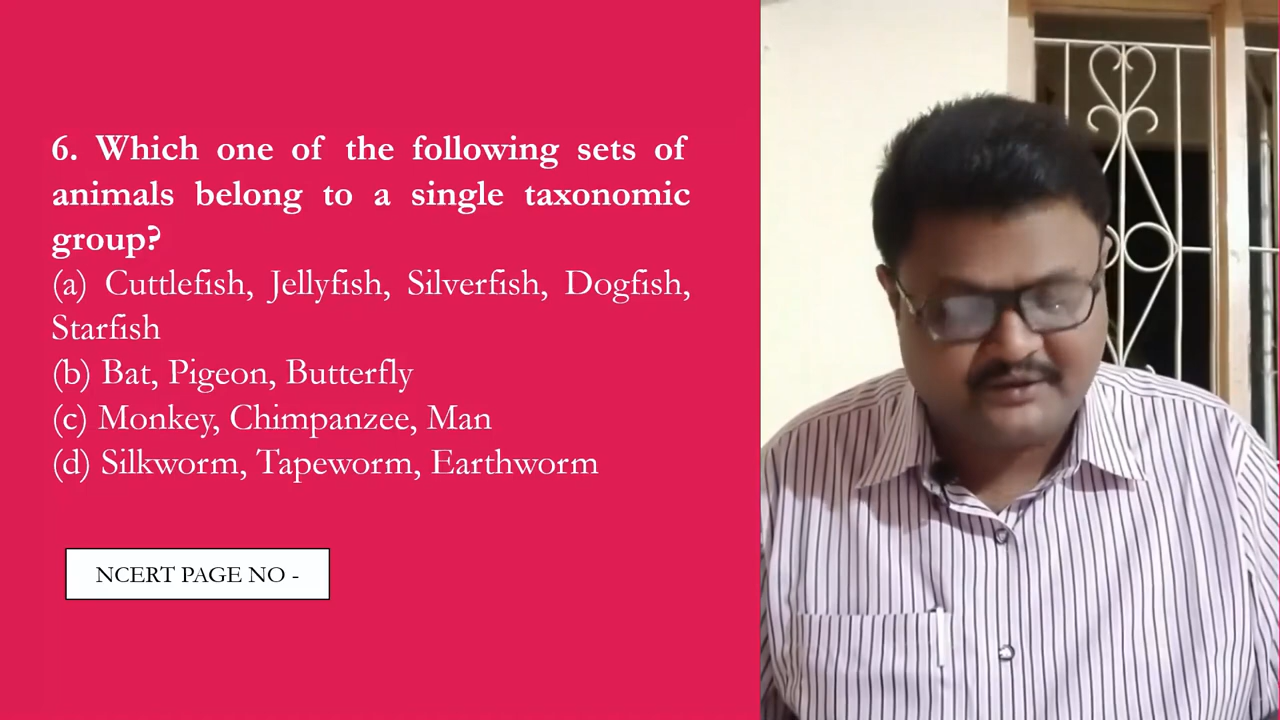 6. Which one of the following sets of
animals belong to a single taxonomic
group?
(a) Cuttlefish, Jellyfish, Silverfish, Dogfish,
Starfish
(b) Bat, Pigeon, Butterfly
(c) Monkey, Chimpanzee, Man
(d) Silkworm, Tapeworm, Earthworm
NCERT PAGE NO -